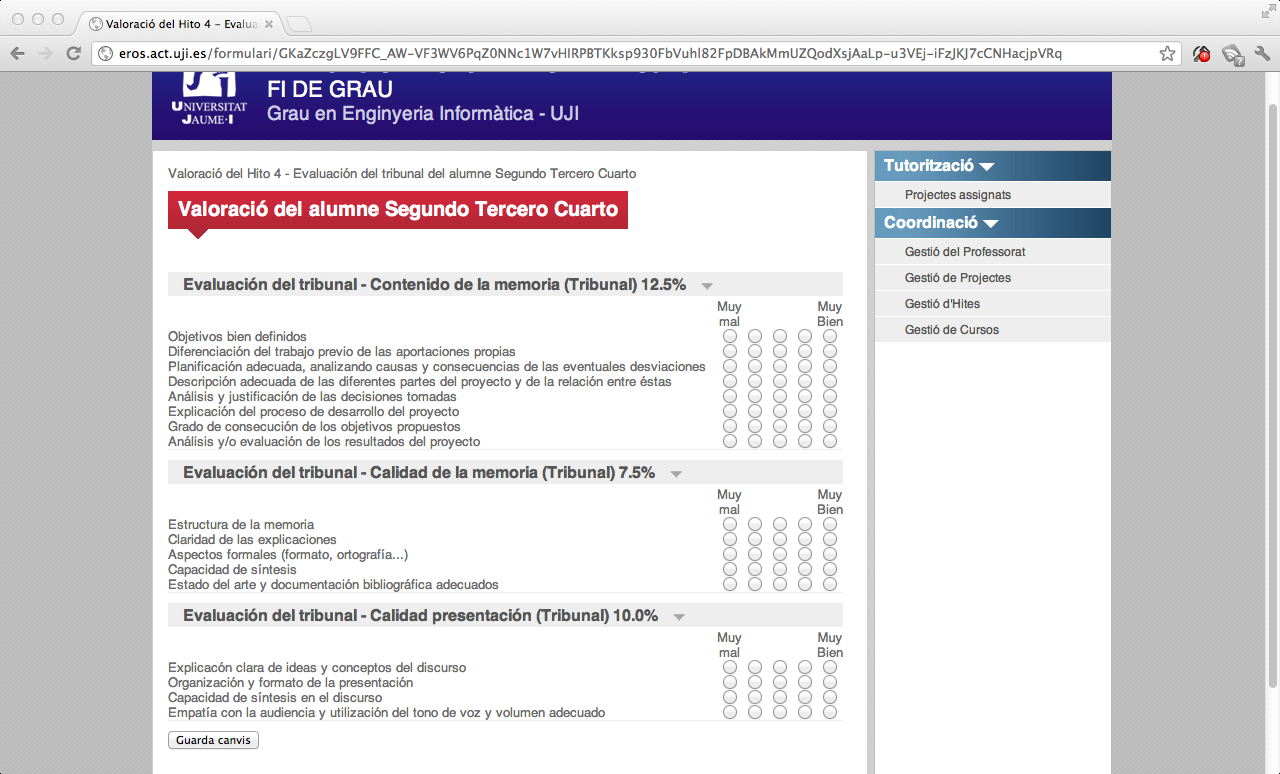 Valoració del Hito 4 – Evalua
eros.act.uji.es/formulari/GKaZczgLV9FFC_AW-VF3WV6PqZ0NNc1W7vHlRPBTKksp930FbVuhl82FpDBAkMmUZQodXsjAaLp-u3VEj-iFzJKJ7cCNHacjpVRq
UNIVERSITAT
JAUME·I
FI DE GRAU
Grau en Enginyeria Informàtica - UJI
Valoració del Hito 4 - Evaluación del tribunal del alumne Segundo Tercero Cuarto
Valoració del alumne Segundo Tercero Cuarto
Evaluación del tribunal - Contenido de la memoria (Tribunal) 12.5%
Muy mal Muy Bien
Objetivos bien definidos
Diferenciación del trabajo previo de las aportaciones propias
Planificación adecuada, analizando causas y consecuencias de las eventuales desviaciones
Descripción adecuada de las diferentes partes del proyecto y de la relación entre éstas
Análisis y justificación de las decisiones tomadas
Explicación del proceso de desarrollo del proyecto
Grado de consecución de los objetivos propuestos
Análisis y/o evaluación de los resultados del proyecto
Evaluación del tribunal - Calidad de la memoria (Tribunal) 7.5%
Muy mal Muy Bien
Estructura de la memoria
Claridad de las explicaciones
Aspectos formales (formato, ortografía...)
Capacidad de síntesis
Estado del arte y documentación bibliográfica adecuados
Evaluación del tribunal - Calidad presentación (Tribunal) 10.0%
Muy mal Muy Bien
Explicacón clara de ideas y conceptos del discurso
Organización y formato de la presentación
Capacidad de síntesis en el discurso
Empatía con la audiencia y utilización del tono de voz y volumen adecuado
Guarda canvis
Tutorització
Projectes assignats
Coordinació
Gestió del Professorat
Gestió de Projectes
Gestió d'Hites
Gestió de Cursos